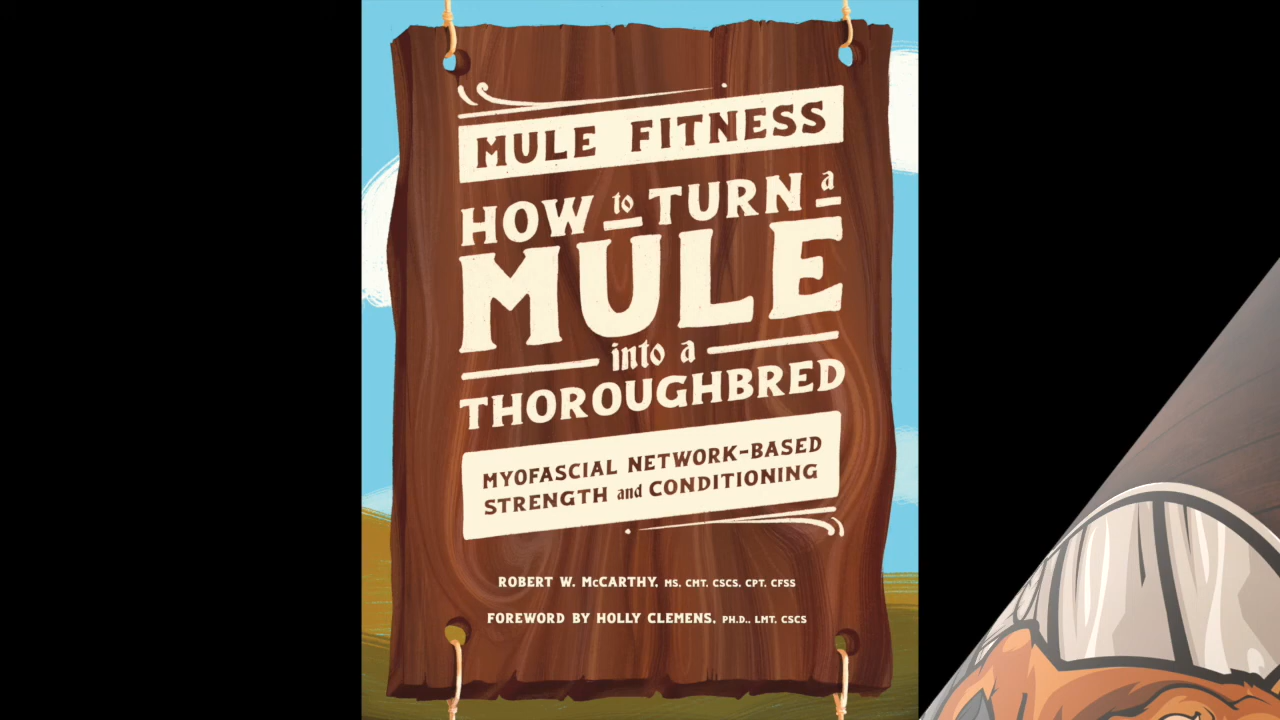 MULE FITNESS
HOW to TURN a
MULE
into a
THOROUGHBRED
MYOFASCIAL NETWORK-BASED
STRENGTH and CONDITIONING
ROBERT W. McCARTHY, MS, CMT, CSCS, CPT, CFSS
FOREWORD BY HOLLY CLEMENS, PH.D., LMT, CSCS